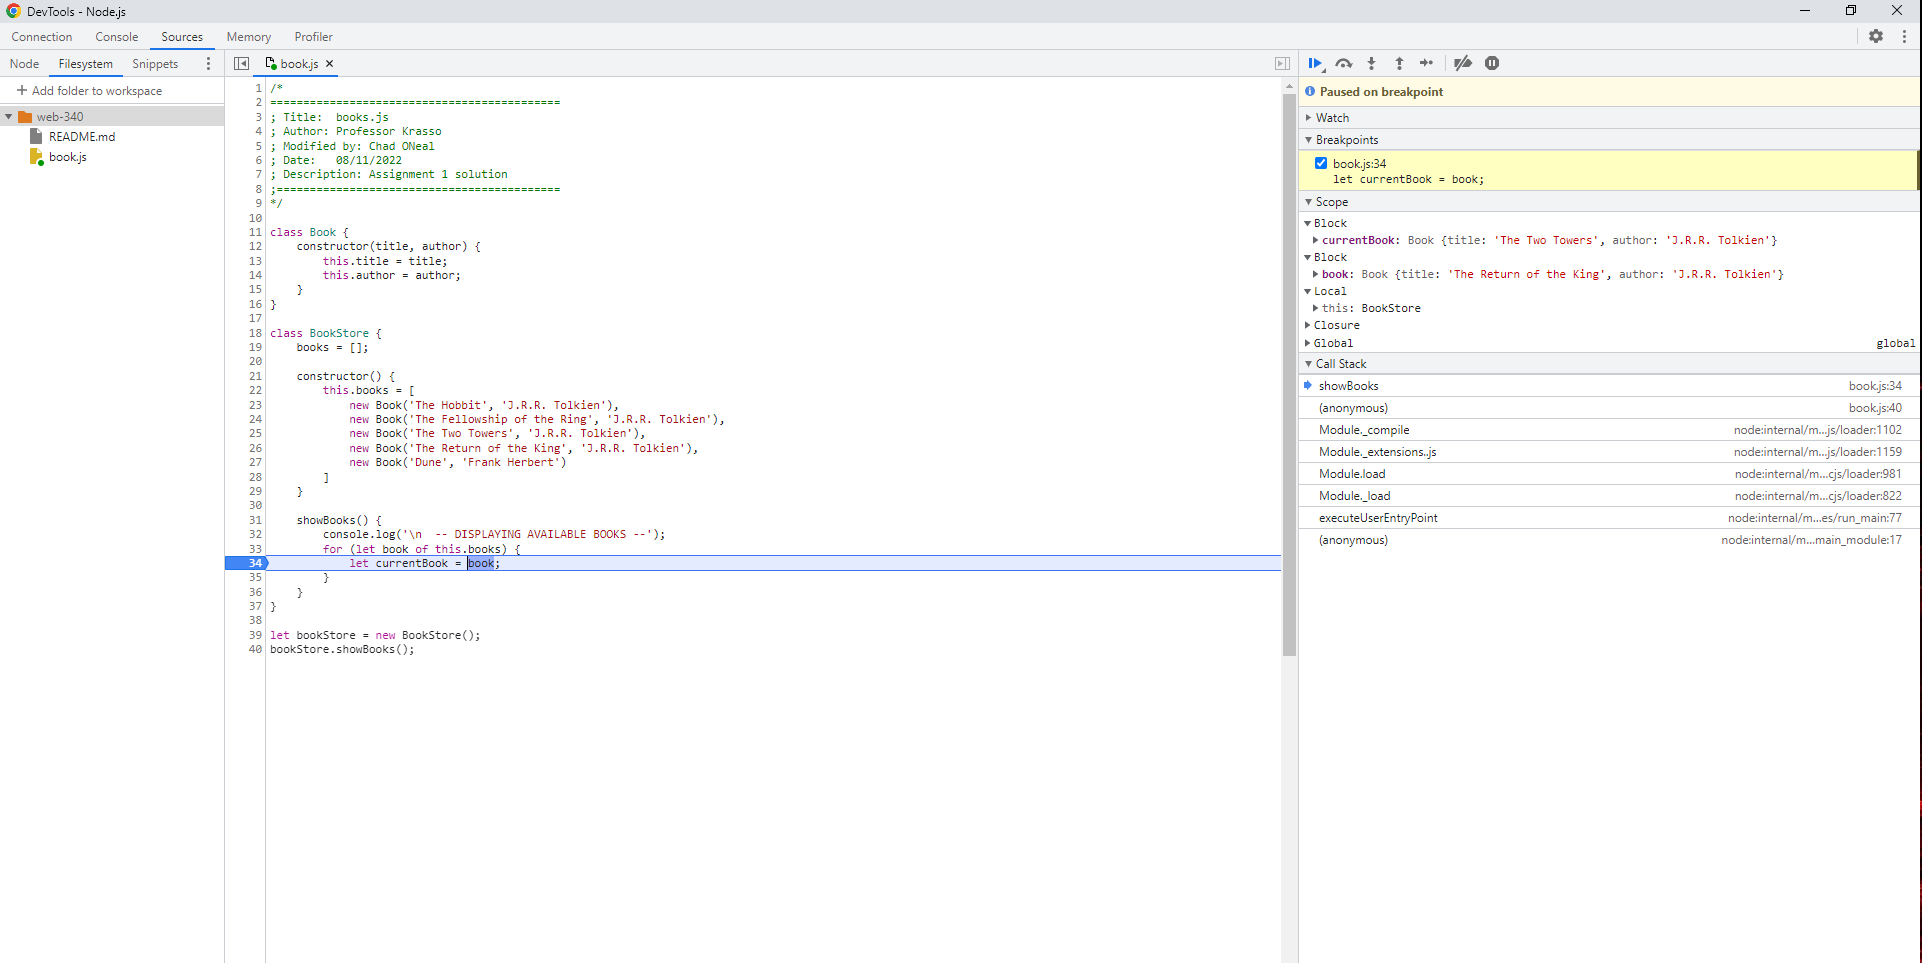 DevTools - Node.js
Connection Console Sources Memory Profiler
Node Filesystem Snippets
Add folder to workspace
web-340
README.md
book.js
book.js
1 /*
2 ============================================
3 ; Title:  books.js
4 ; Author: Professor Krasso
5 ; Modified by: Chad ONeal
6 ; Date:   08/11/2022
7 ; Description: Assignment 1 solution
8 ;===========================================
9 */
10
11 class Book {
12     constructor(title, author) {
13         this.title = title;
14         this.author = author;
15     }
16 }
17
18 class BookStore {
19     books = [];
20
21     constructor() {
22         this.books = [
23             new Book('The Hobbit', 'J.R.R. Tolkien'),
24             new Book('The Fellowship of the Ring', 'J.R.R. Tolkien'),
25             new Book('The Two Towers', 'J.R.R. Tolkien'),
26             new Book('The Return of the King', 'J.R.R. Tolkien'),
27             new Book('Dune', 'Frank Herbert')
28         ]
29     }
30
31     showBooks() {
32         console.log('\n  -- DISPLAYING AVAILABLE BOOKS --');
33         for (let book of this.books) {
34             let currentBook = book;
35         }
36     }
37 }
38
39 let bookStore = new BookStore();
40 bookStore.showBooks();
Paused on breakpoint
Watch
Breakpoints
book.js:34
let currentBook = book;
Scope
Block
currentBook: Book {title: 'The Two Towers', author: 'J.R.R. Tolkien'}
Block
book: Book {title: 'The Return of the King', author: 'J.R.R. Tolkien'}
Local
this: BookStore
Closure
Global global
Call Stack
showBooks book.js:34
(anonymous) book.js:40
Module._compile node:internal/m…js/loader:1102
Module._extensions..js node:internal/m…js/loader:1159
Module.load node:internal/m…cjs/loader:981
Module._load node:internal/m…cjs/loader:822
executeUserEntryPoint node:internal/m…es/run_main:77
(anonymous) node:internal/m…main_module:17